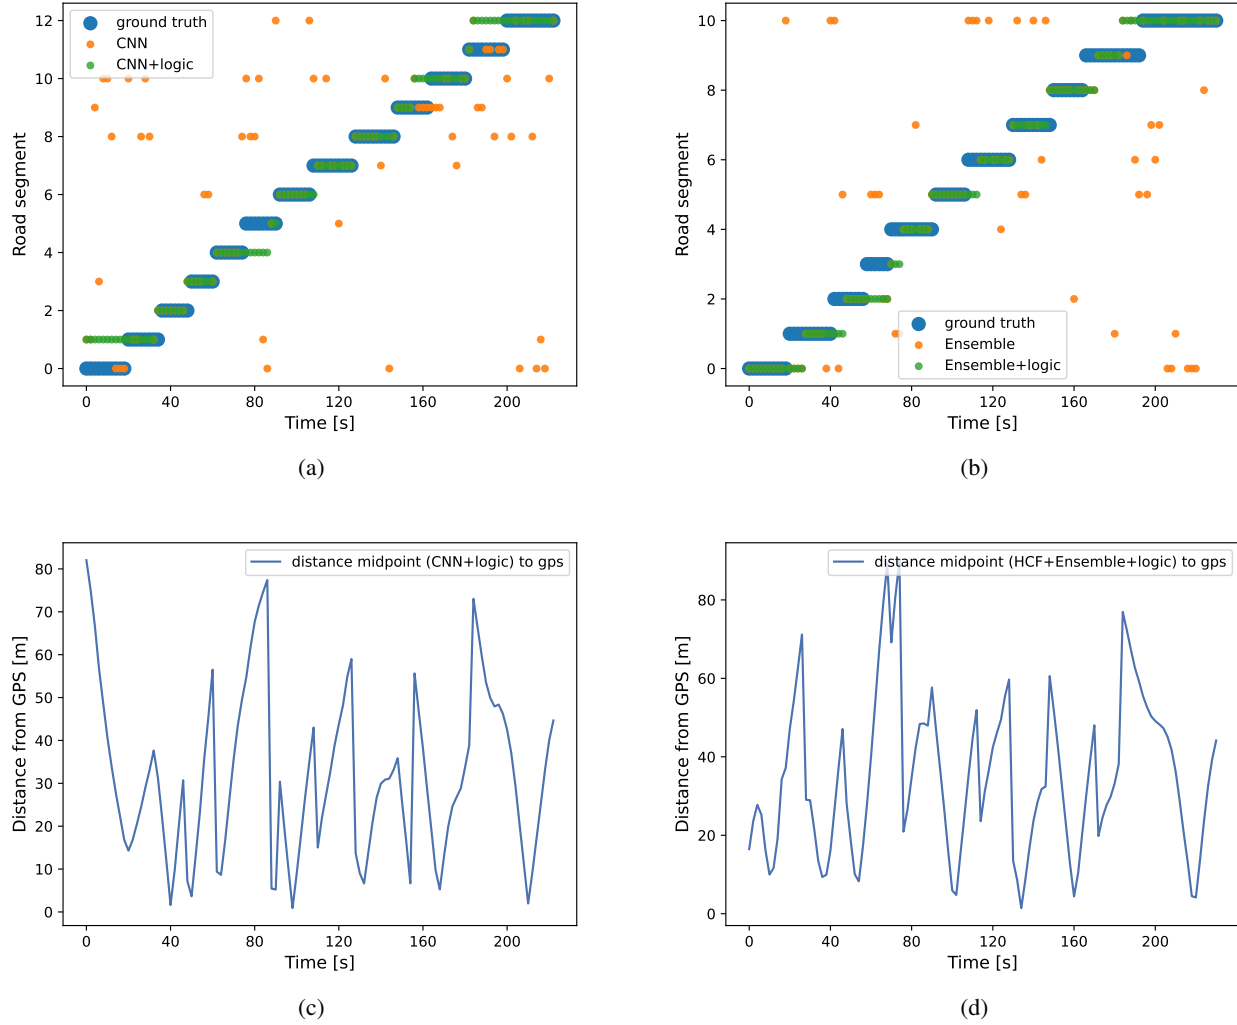 12
10
8
6
4
2
0
Road segment
ground truth
CNN
CNN+logic
0 40 80 120 160 200
Time [s]
(a)
10
8
6
4
2
0
Road segment
ground truth
Ensemble
Ensemble+logic
0 40 80 120 160 200
Time [s]
(b)
80
70
60
50
40
30
20
10
0
Distance from GPS [m]
distance midpoint (CNN+logic) to gps
0 40 80 120 160 200
Time [s]
(c)
80
60
40
20
0
Distance from GPS [m]
distance midpoint (HCF+Ensemble+logic) to gps
0 40 80 120 160 200
Time [s]
(d)